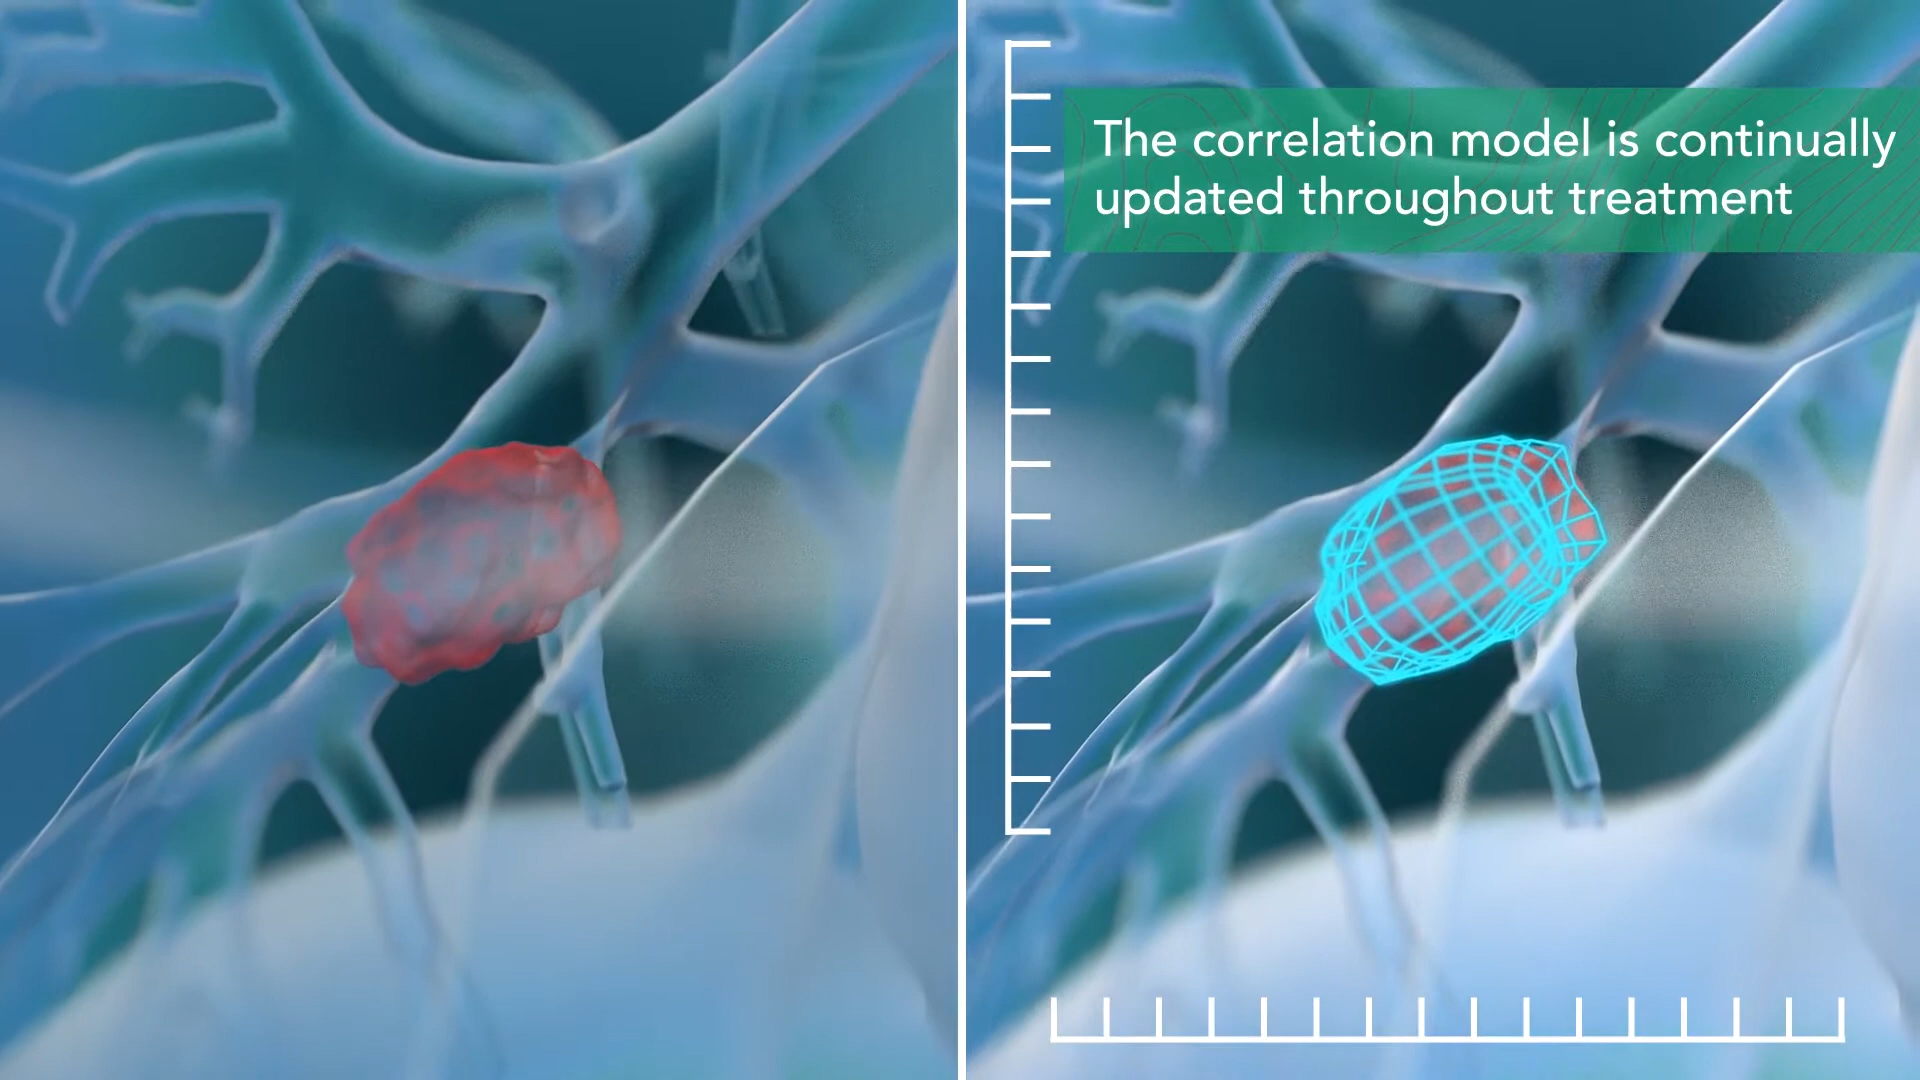 The correlation model is continually
updated throughout treatment